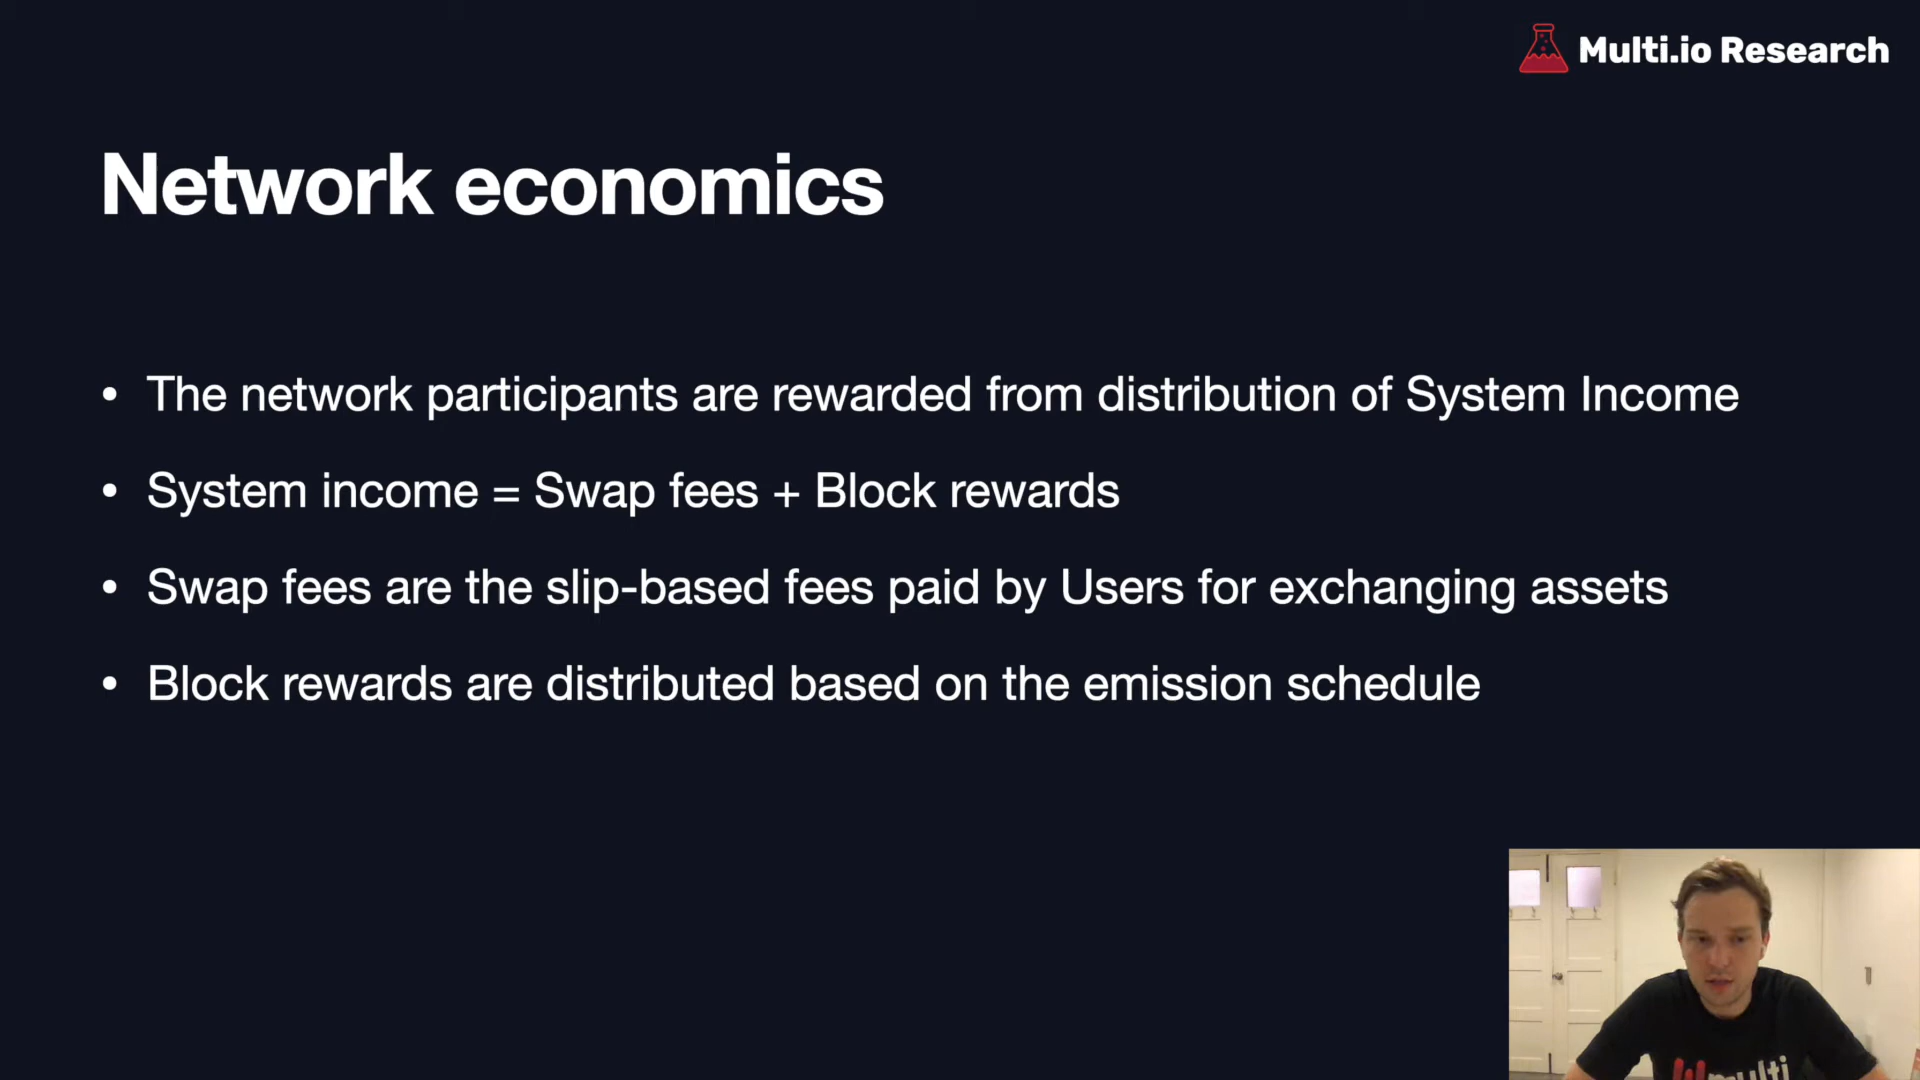 Multi.io Research
Network economics
• The network participants are rewarded from distribution of System Income
• System income = Swap fees + Block rewards
• Swap fees are the slip-based fees paid by Users for exchanging assets
• Block rewards are distributed based on the emission schedule
multi